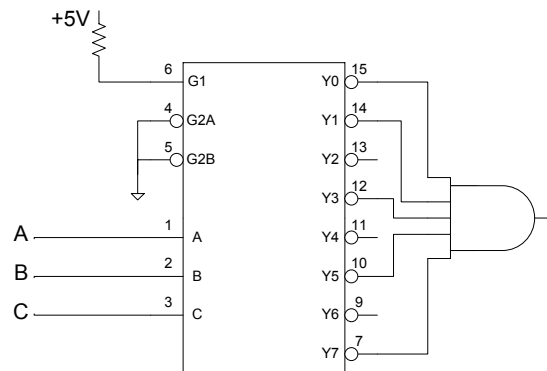 +5V
6 G1 Y0 15
4 G2A Y1 14
5 G2B Y2 13
Y3 12
A 1 A Y4 11
B 2 B Y5 10
C 3 C Y6 9
Y7 7